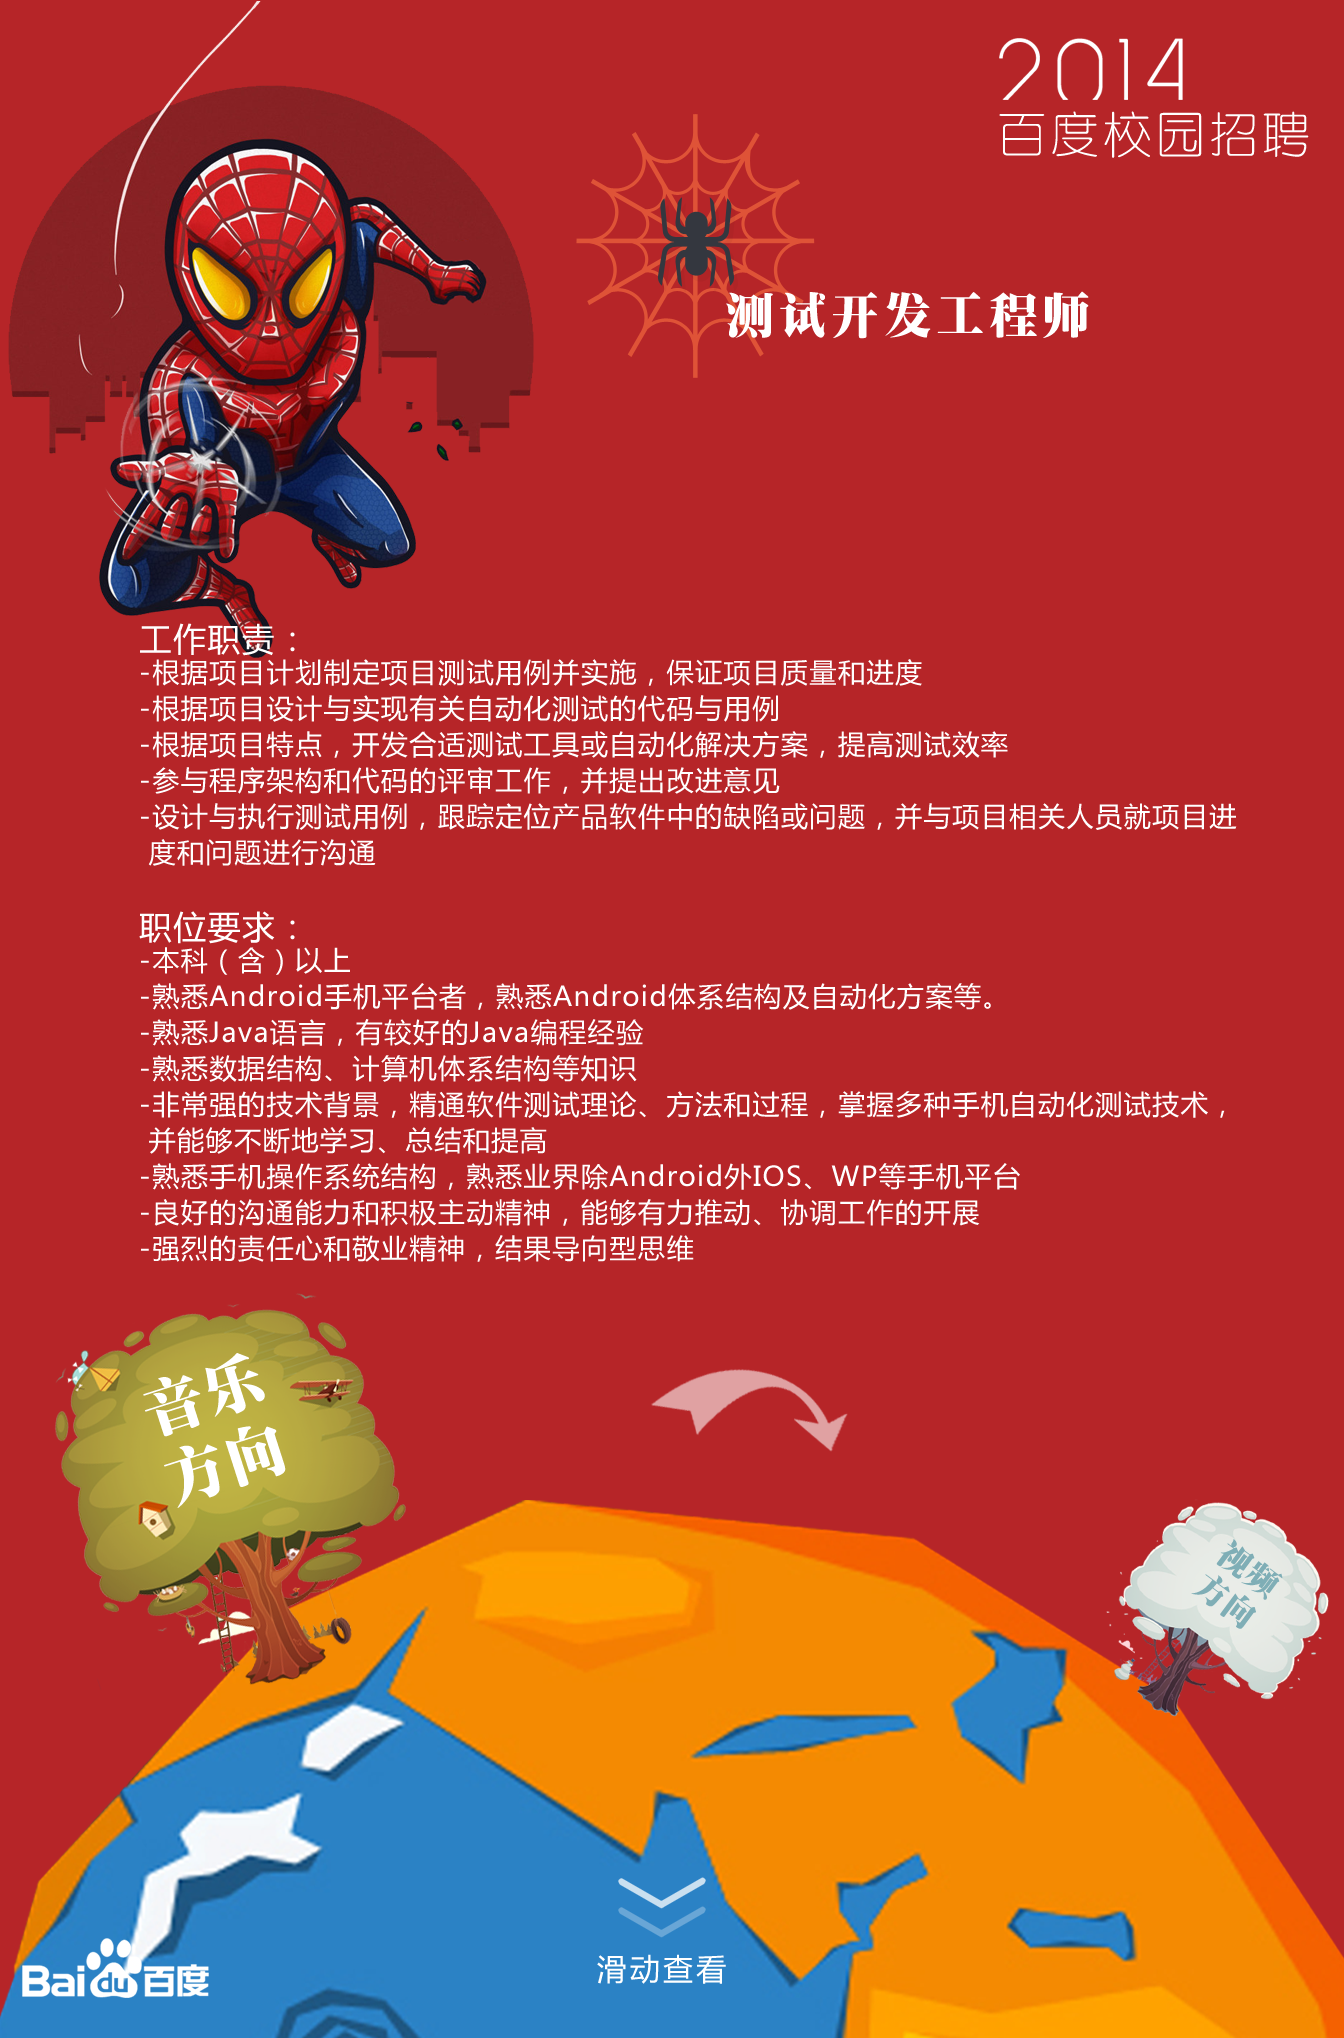 2014
百度校园招聘
测试开发工程师
工作职责：
-根据项目计划制定项目测试用例并实施，保证项目质量和进度
-根据项目设计与实现有关自动化测试的代码与用例
-根据项目特点，开发合适测试工具或自动化解决方案，提高测试效率
-参与程序架构和代码的评审工作，并提出改进意见
-设计与执行测试用例，跟踪定位产品软件中的缺陷或问题，并与项目相关人员就项目进
度和问题进行沟通
职位要求：
-本科（含）以上
-熟悉Android手机平台者，熟悉Android体系结构及自动化方案等。
-熟悉Java语言，有较好的Java编程经验
-熟悉数据结构、计算机体系结构等知识
-非常强的技术背景，精通软件测试理论、方法和过程，掌握多种手机自动化测试技术，
并能够不断地学习、总结和提高
-熟悉手机操作系统结构，熟悉业界除Android外IOS、WP等手机平台
-良好的沟通能力和积极主动精神，能够有力推动、协调工作的开展
-强烈的责任心和敬业精神，结果导向型思维
音乐
方向
视频
方向
滑动查看
Bai du 百度